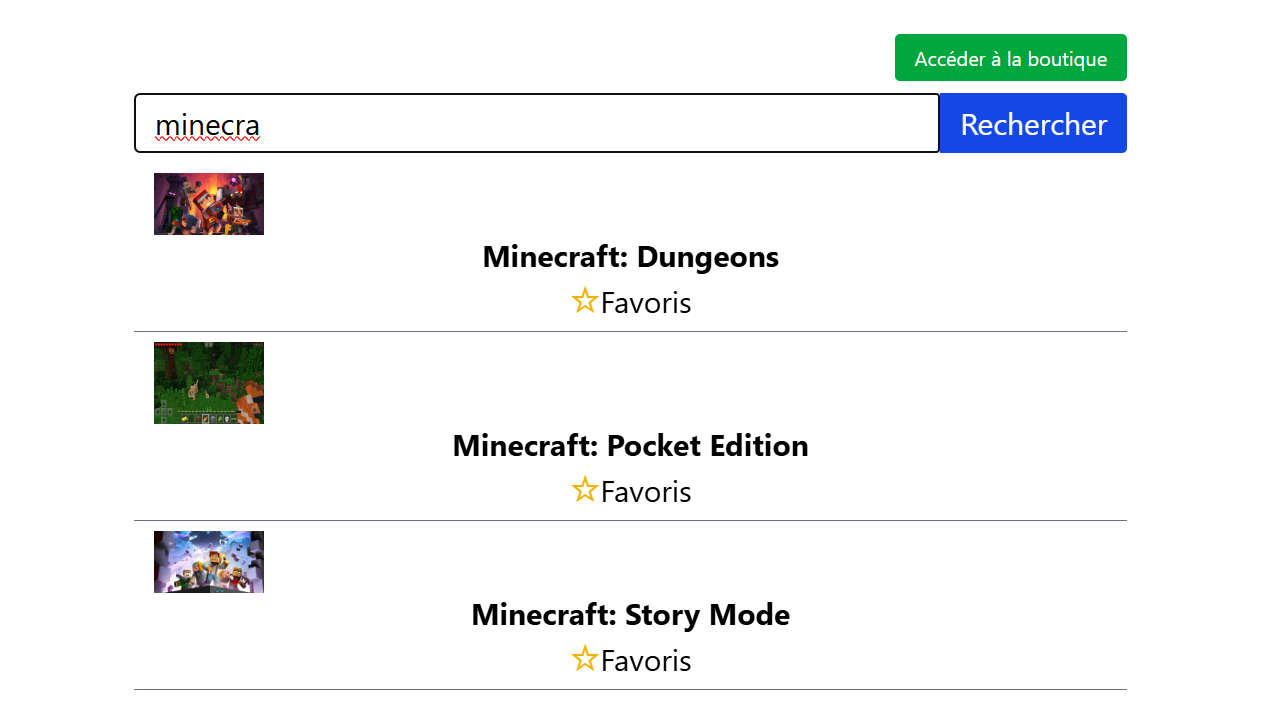 Accéder à la boutique
minecra Rechercher
Minecraft: Dungeons
Favoris
Minecraft: Pocket Edition
Favoris
Minecraft: Story Mode
Favoris